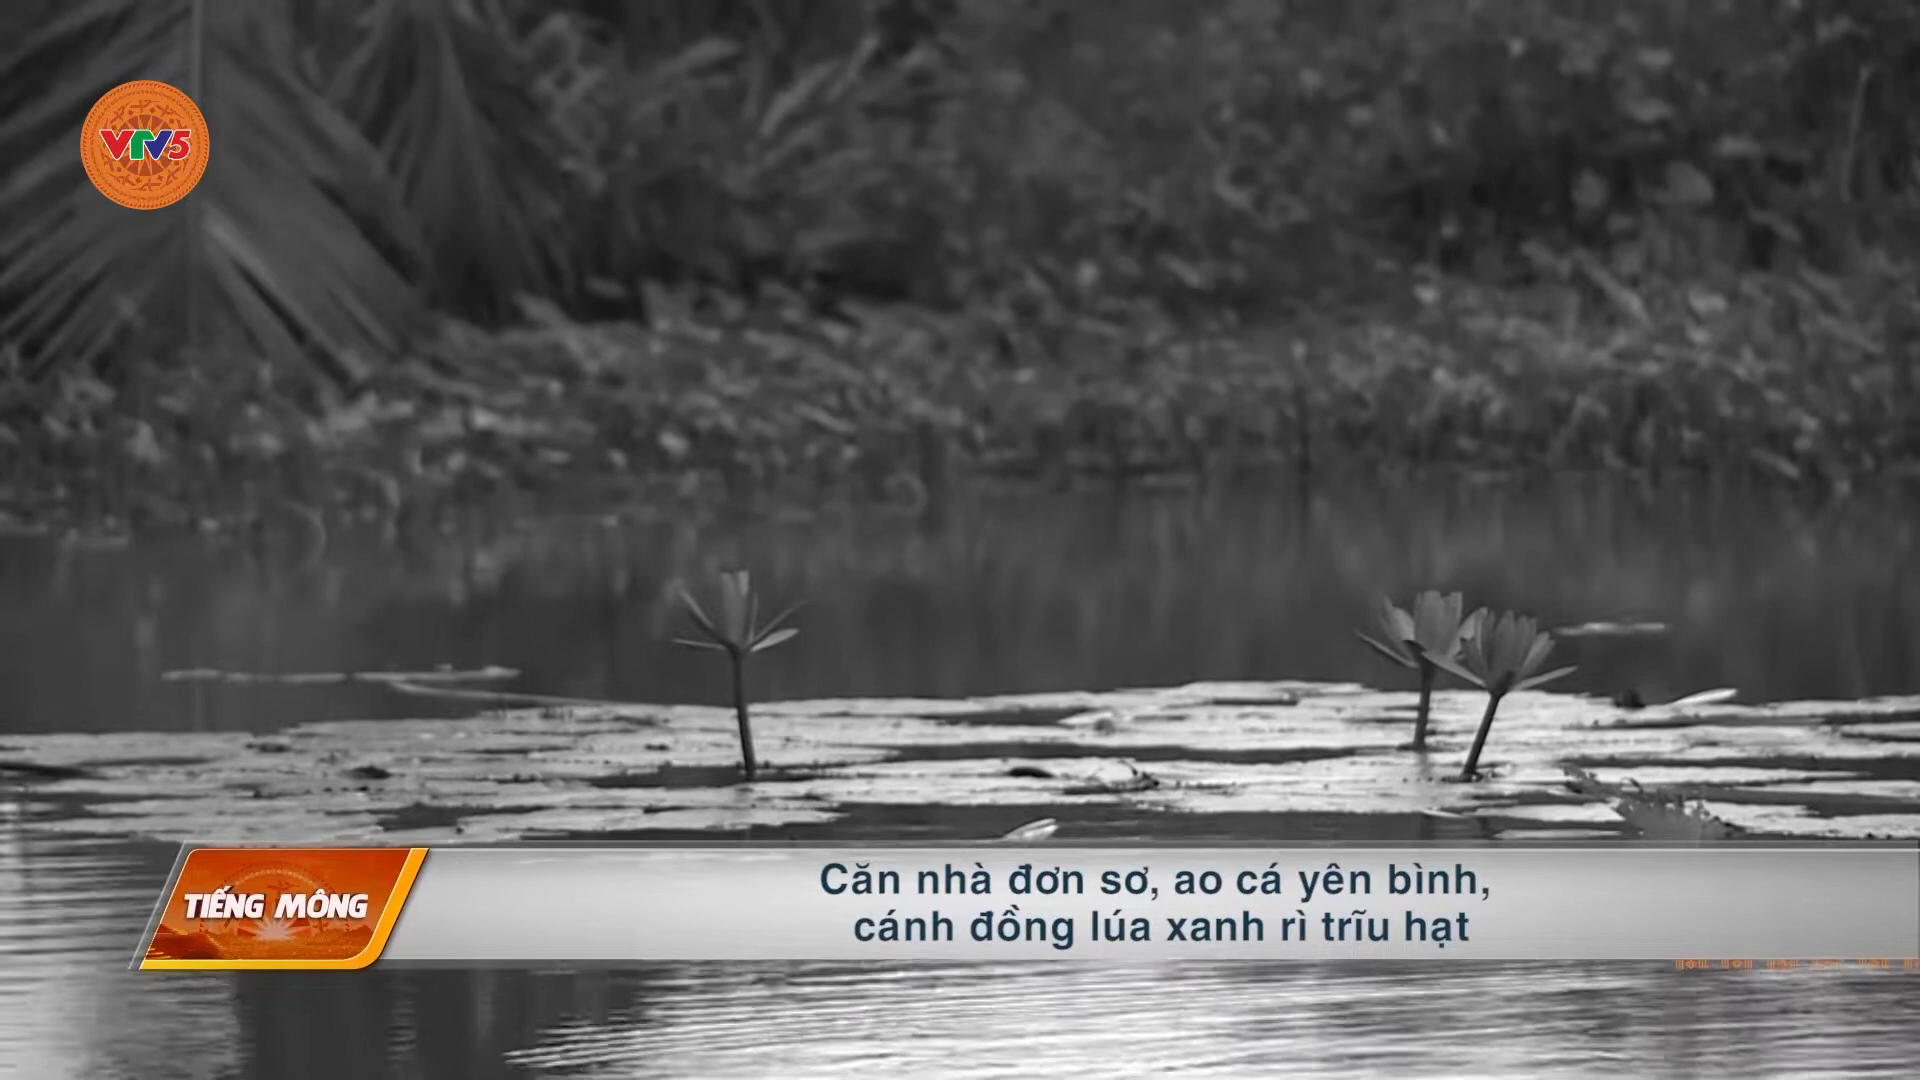 VTV5
TIẾNG MÔNG
Căn nhà đơn sơ, ao cá yên bình,
cánh đồng lúa xanh rì trĩu hạt